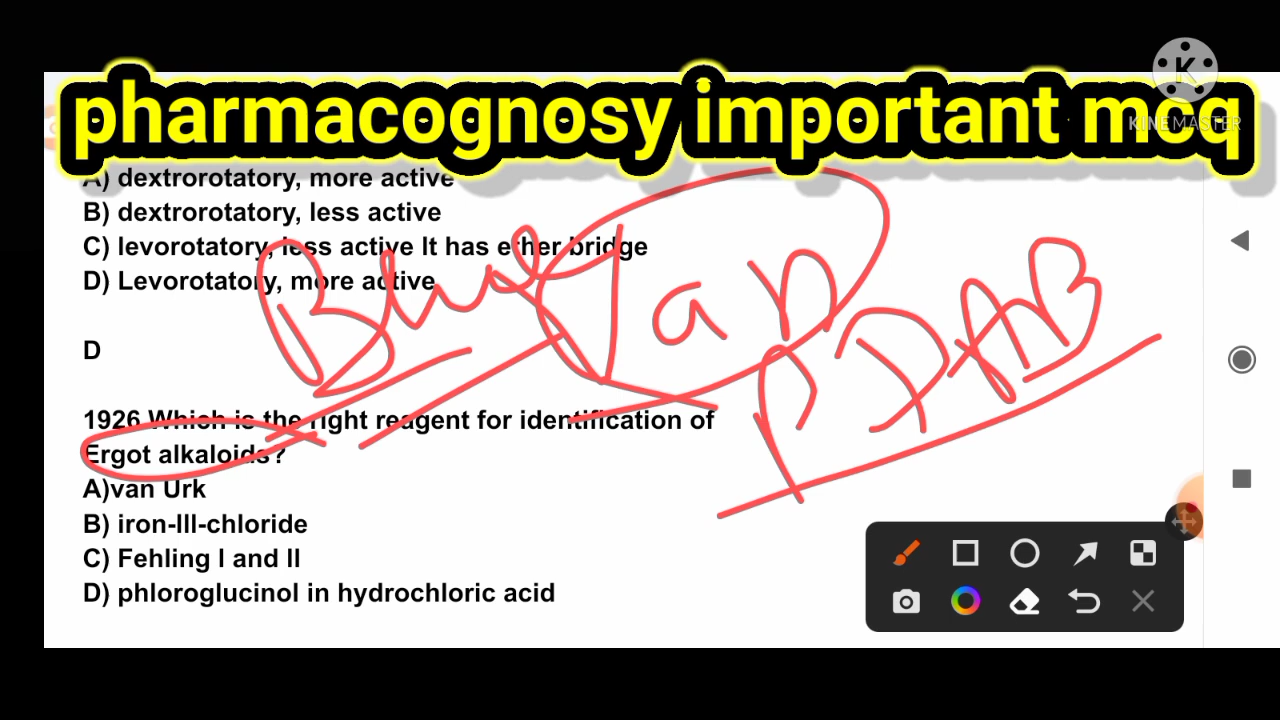 pharmacognosy important mcq
KINEMASTER
A) dextrorotatory, more active
B) dextrorotatory, less active
C) levorotatory, less active It has ether bridge
D) Levorotatory, more active
Blue Van
PDAB
D
1926 Which is the right reagent for identification of
Ergot alkaloids?
A)van Urk
B) iron-III-chloride
C) Fehling I and II
D) phloroglucinol in hydrochloric acid